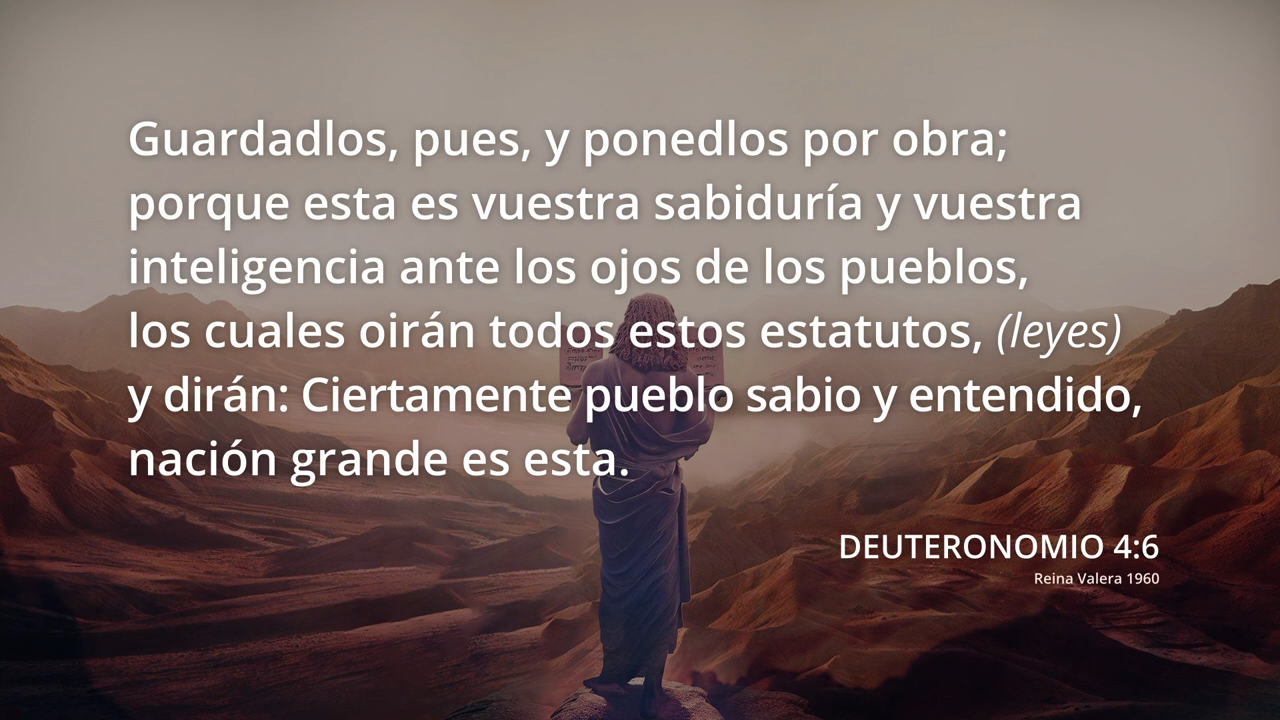 Guardadlos, pues, y ponedlos por obra;
porque esta es vuestra sabiduría y vuestra
inteligencia ante los ojos de los pueblos,
los cuales oirán todos estos estatutos, (leyes)
y dirán: Ciertamente pueblo sabio y entendido,
nación grande es esta.
DEUTERONOMIO 4:6
Reina Valera 1960